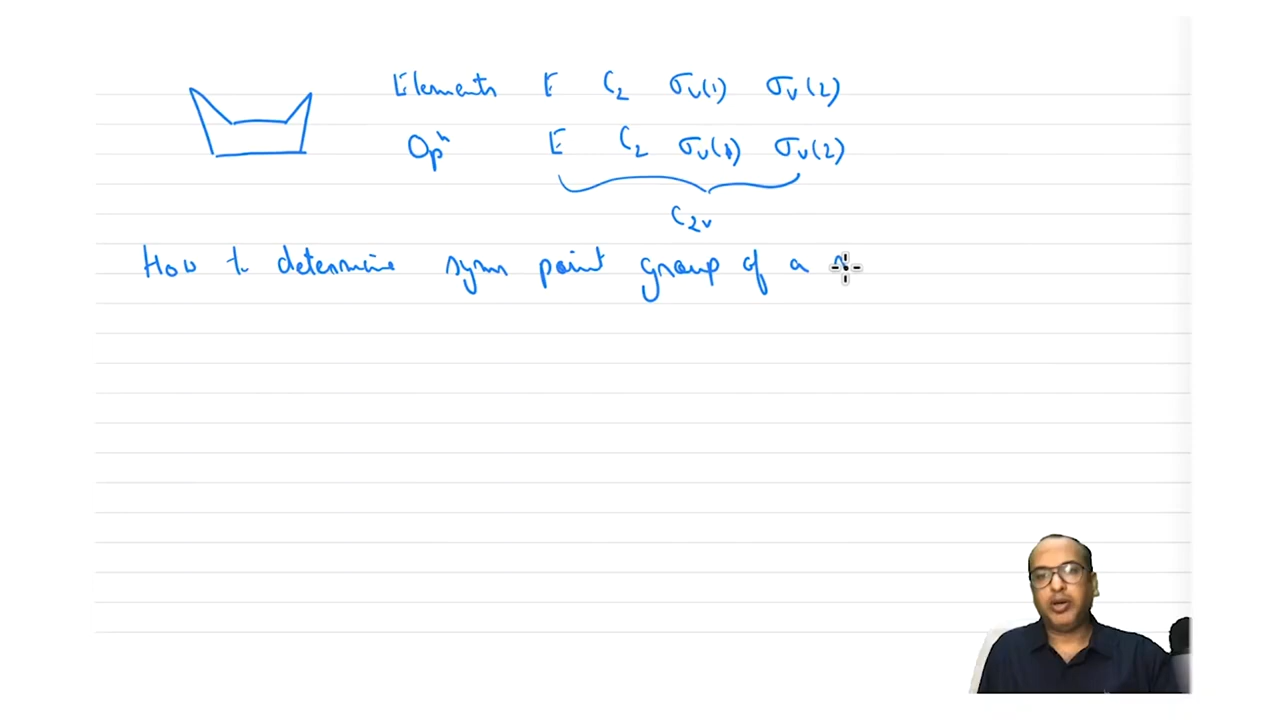 Elements E C₂ σᵥ(1) σᵥ(2)
Opⁿ E C₂ σᵥ(1) σᵥ(2)
C₂ᵥ
How to determine symm point group of a